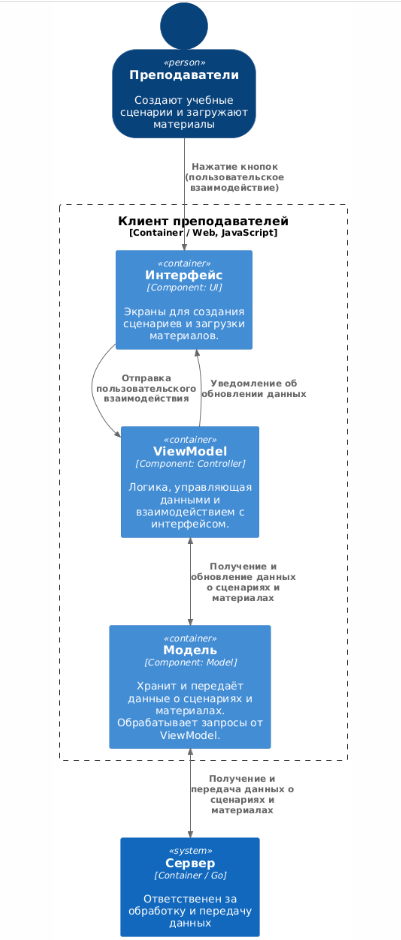 «person»
Преподаватели
Создают учебные
сценарии и загружают
материалы
Нажатие кнопок
(пользовательское
взаимодействие)
Клиент преподавателей
[Container / Web, JavaScript]
«container»
Интерфейс
[Component: UI]
Экраны для создания
сценариев и загрузки
материалов.
Отправка
пользовательского
взаимодействия
Уведомление об
обновлении данных
«container»
ViewModel
[Component: Controller]
Логика, управляющая
данными и
взаимодействием с
интерфейсом.
Получение и
обновление данных
о сценариях и
материалах
«container»
Модель
[Component: Model]
Хранит и передаёт
данные о сценариях и
материалах.
Обрабатывает запросы от
ViewModel.
Получение и
передача данных о
сценариях и
материалах
«system»
Сервер
[Container / Go]
Ответственен за
обработку и передачу
данных